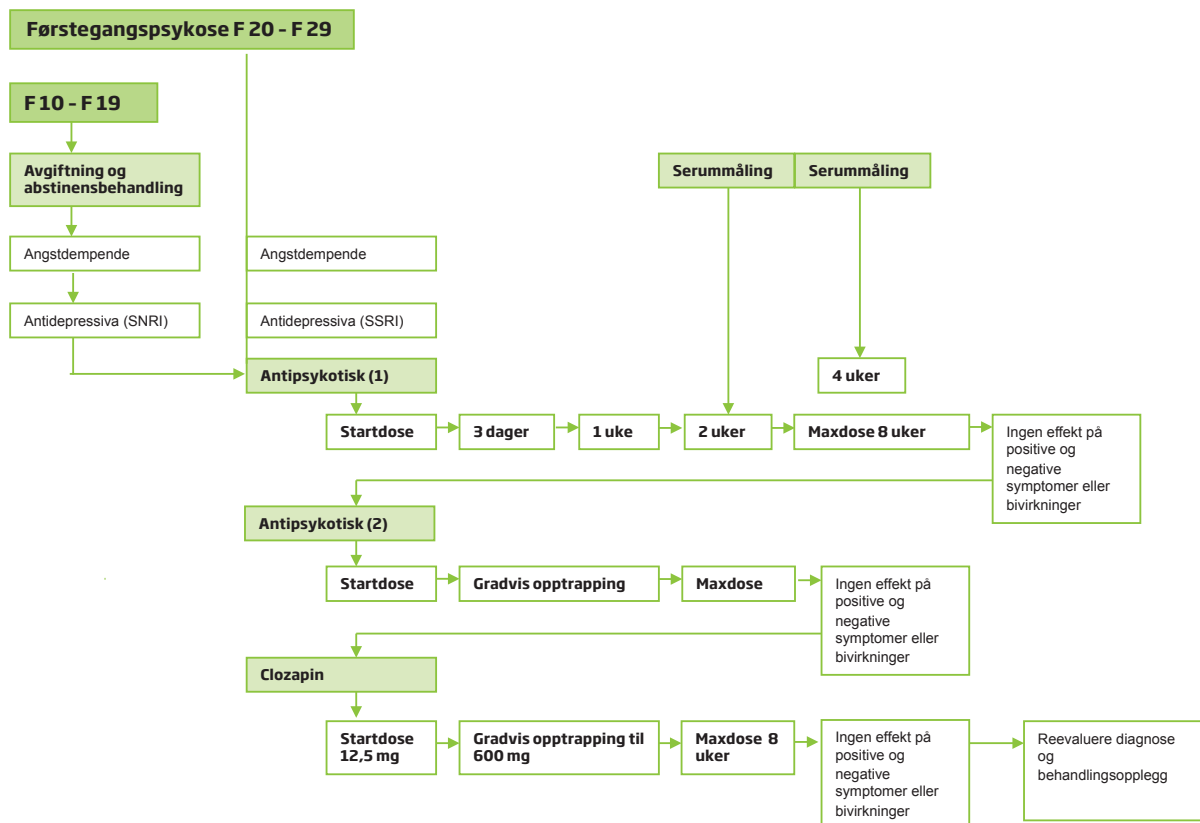 Førstegangspsykose F 20 – F 29
F 10 – F 19
Avgiftning og
abstinensbehandling
Serummåling
Serummåling
Angstdempende
Angstdempende
Antidepressiva (SNRI)
Antidepressiva (SSRI)
Antipsykotisk (1)
4 uker
Startdose
3 dager
1 uke
2 uker
Maxdose 8 uker
Ingen effekt på
positive og
negative
symptomer eller
bivirkninger
Antipsykotisk (2)
Startdose
Gradvis opptrapping
Maxdose
Ingen effekt på
positive og
negative
symptomer eller
bivirkninger
Clozapin
Startdose
12,5 mg
Gradvis opptrapping til
600 mg
Maxdose 8
uker
Ingen effekt på
positive og
negative
symptomer eller
bivirkninger
Reevaluere diagnose
og
behandlingsopplegg